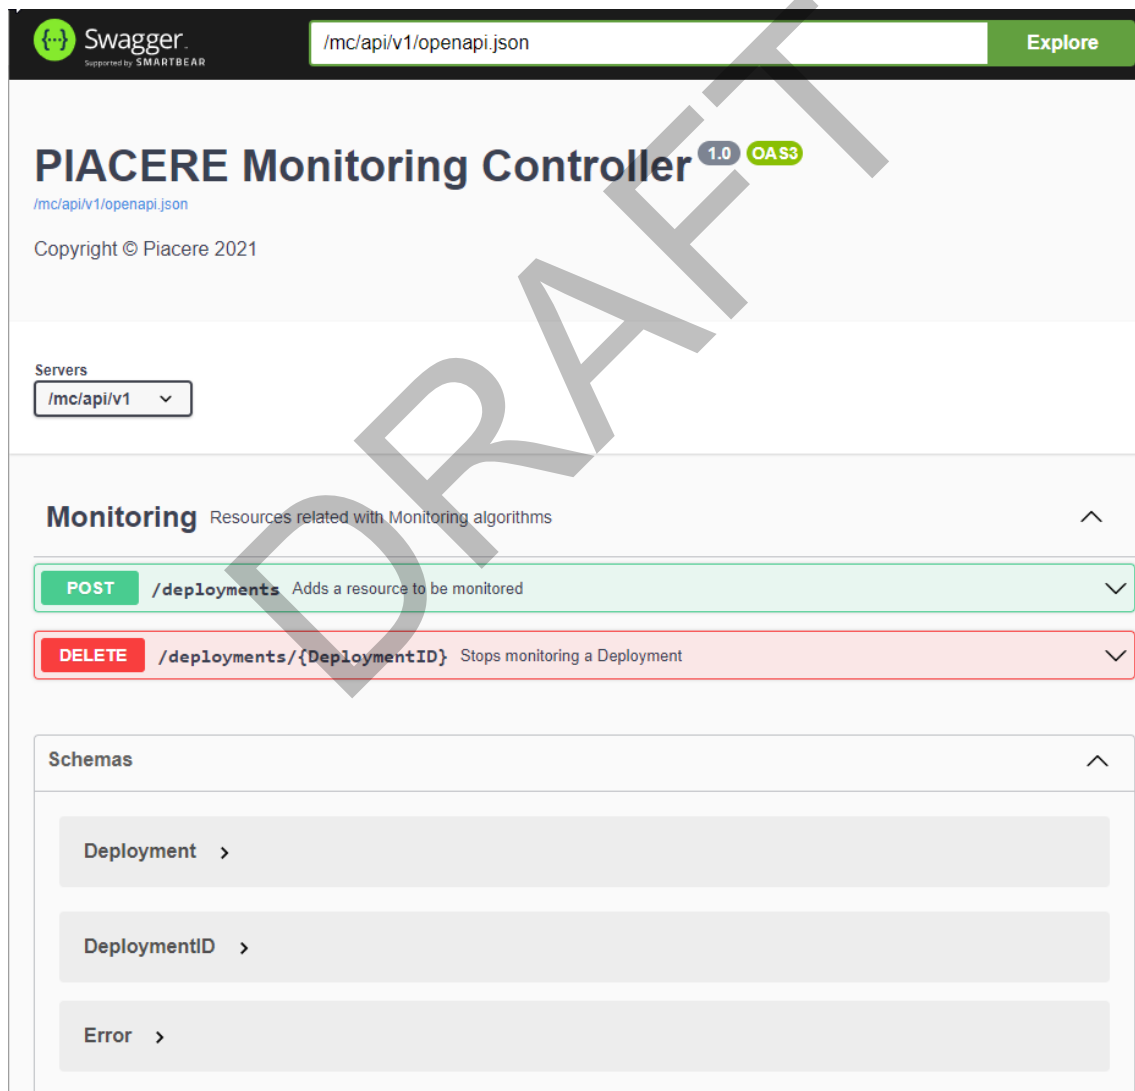 Swagger.
Supported by SMARTBEAR
/mc/api/v1/openapi.json
Explore
PIACERE Monitoring Controller 1.0 OAS3
/mc/api/v1/openapi.json
Copyright © Piacere 2021
Servers
/mc/api/v1
Monitoring Resources related with Monitoring algorithms
POST /deployments Adds a resource to be monitored
DELETE /deployments/{DeploymentID} Stops monitoring a Deployment
Schemas
Deployment
DeploymentID
Error
DRAFT